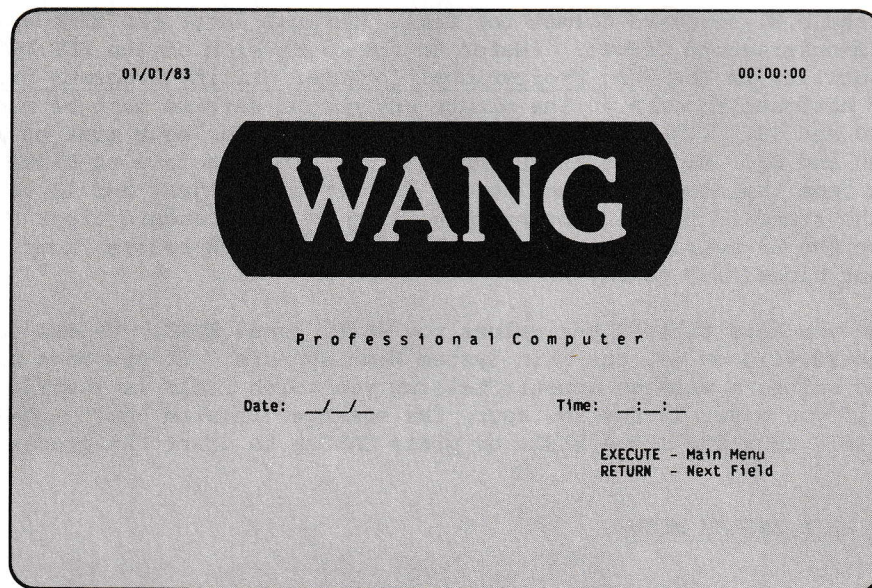 01/01/83 00:00:00
WANG
Professional Computer
Date: __/__/__ Time: __:__:__
EXECUTE - Main Menu
RETURN - Next Field